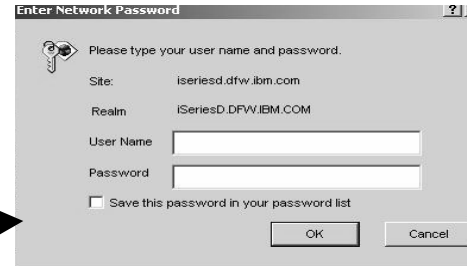 Enter Network Password
Please type your user name and password.
Site: iseriesd.dfw.ibm.com
Realm iSeriesD.DFW.IBM.COM
User Name
Password
Save this password in your password list
OK Cancel